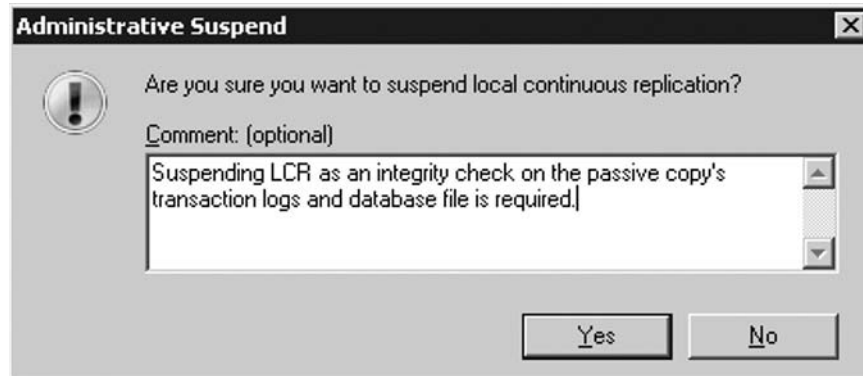 Administrative Suspend
Are you sure you want to suspend local continuous replication?
Comment: (optional)
Suspending LCR as an integrity check on the passive copy's
transaction logs and database file is required.
Yes
No